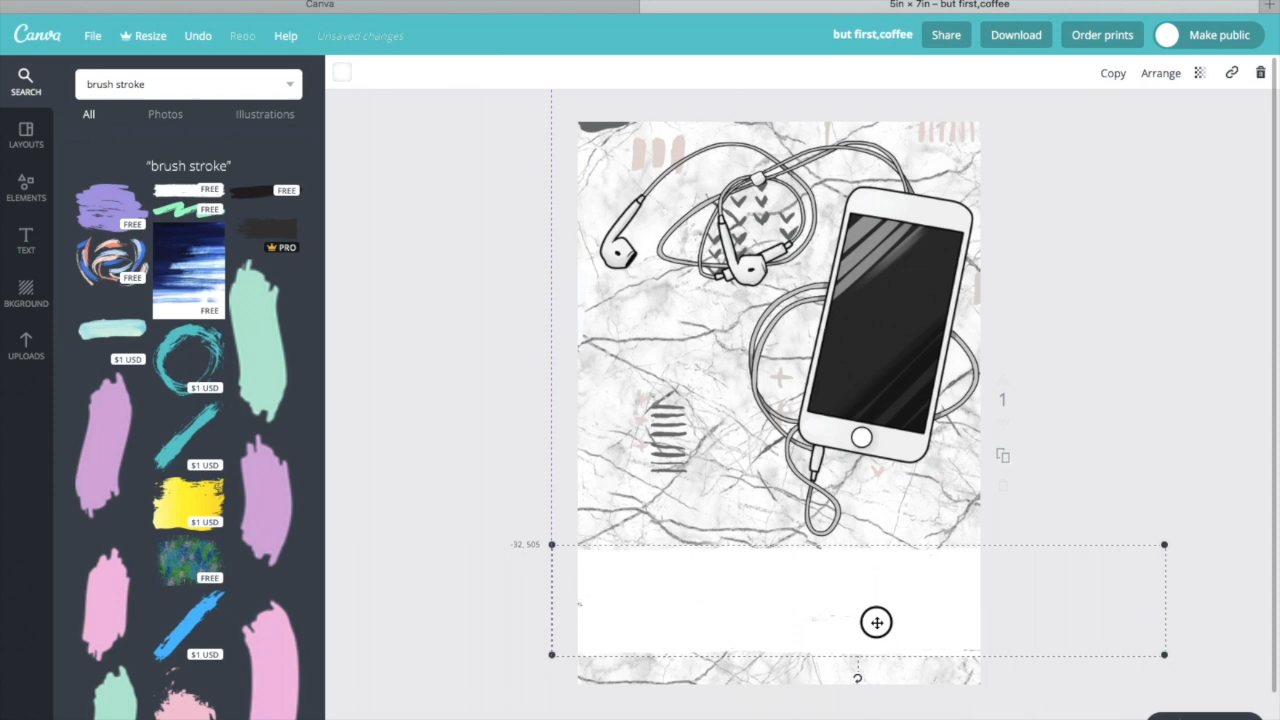 Canva
5in × 7in – but first,coffee
Canva File Resize Undo Redo Help Unsaved changes
but first,coffee Share Download Order prints Make public
SEARCH
LAYOUTS
ELEMENTS
TEXT
BKGROUND
UPLOADS
brush stroke
All Photos Illustrations
"brush stroke"
FREE
FREE
FREE
FREE
PRO
FREE
FREE
$1 USD
$1 USD
$1 USD
$1 USD
FREE
$1 USD
Copy Arrange
-32, 505
1